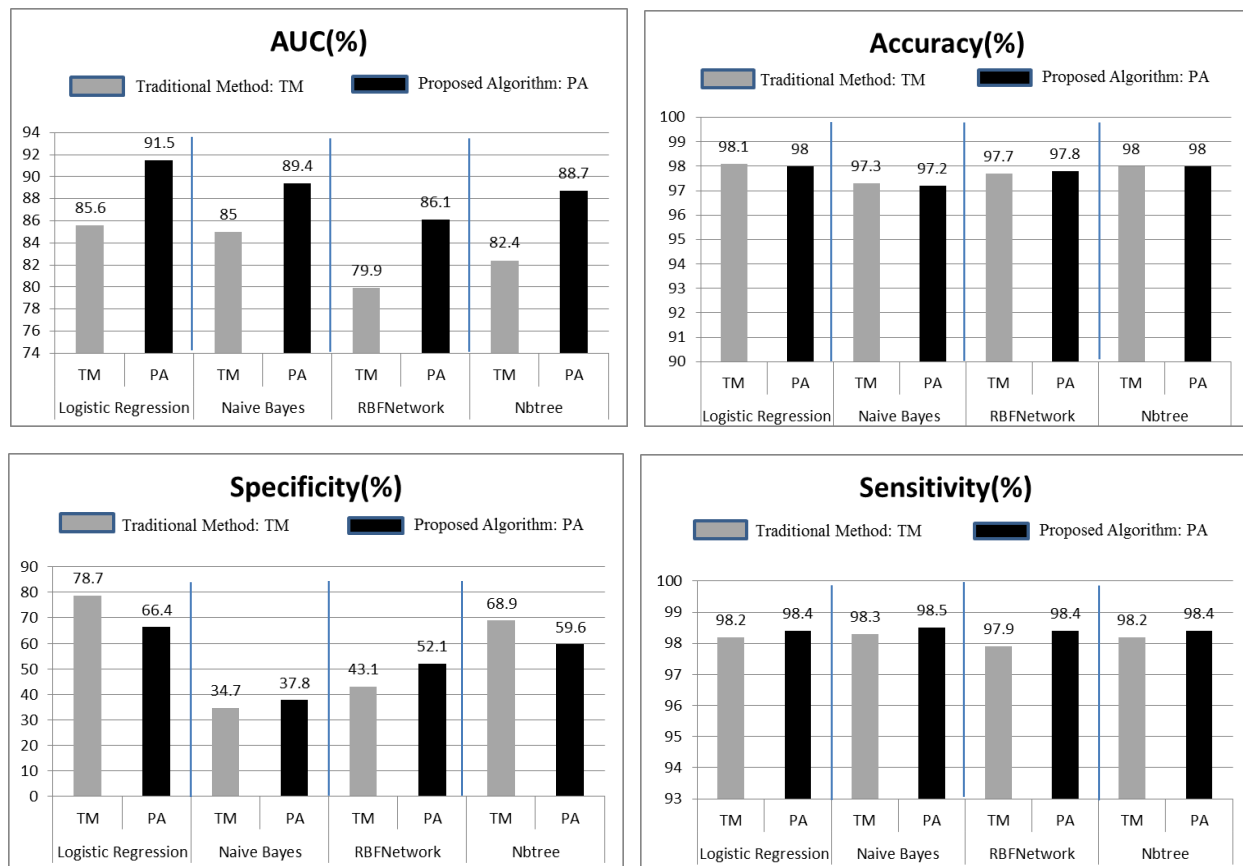 AUC(%)
Traditional Method: TM Proposed Algorithm: PA
94
92
90
88
86
84
82
80
78
76
74
85.6 91.5 85 89.4 79.9 86.1 82.4 88.7
TM PA TM PA TM PA TM PA
Logistic Regression Naive Bayes RBFNetwork Nbtree
Accuracy(%)
Traditional Method: TM Proposed Algorithm: PA
100
99
98
97
96
95
94
93
92
91
90
98.1 98 97.3 97.2 97.7 97.8 98 98
TM PA TM PA TM PA TM PA
Logistic Regression Naive Bayes RBFNetwork Nbtree
Specificity(%)
Traditional Method: TM Proposed Algorithm: PA
90
80
70
60
50
40
30
20
10
0
78.7 66.4 34.7 37.8 43.1 52.1 68.9 59.6
TM PA TM PA TM PA TM PA
Logistic Regression Naive Bayes RBFNetwork Nbtree
Sensitivity(%)
Traditional Method: TM Proposed Algorithm: PA
100
99
98
97
96
95
94
93
98.2 98.4 98.3 98.5 97.9 98.4 98.2 98.4
TM PA TM PA TM PA TM PA
Logistic Regression Naive Bayes RBFNetwork Nbtree